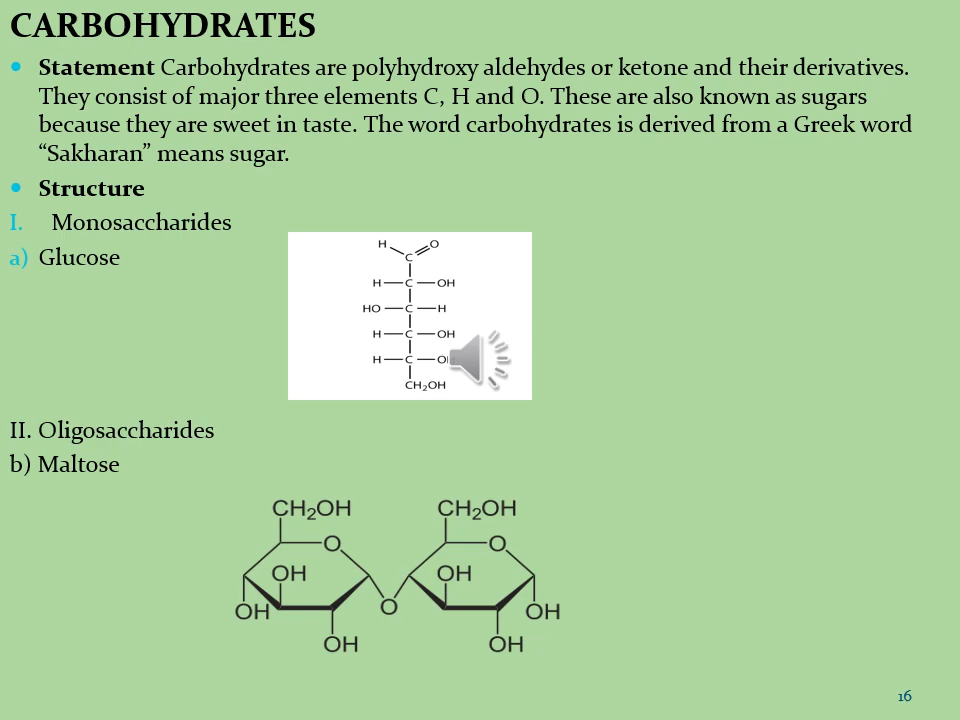 CARBOHYDRATES
• Statement Carbohydrates are polyhydroxy aldehydes or ketone and their derivatives.
They consist of major three elements C, H and O. These are also known as sugars
because they are sweet in taste. The word carbohydrates is derived from a Greek word
“Sakharan” means sugar.
• Structure
I. Monosaccharides
a) Glucose
H O
C
H C OH
HO C H
H C OH
H C O
CH₂OH
II. Oligosaccharides
b) Maltose
CH₂OH CH₂OH
O O
OH OH
OH O OH
OH OH
16